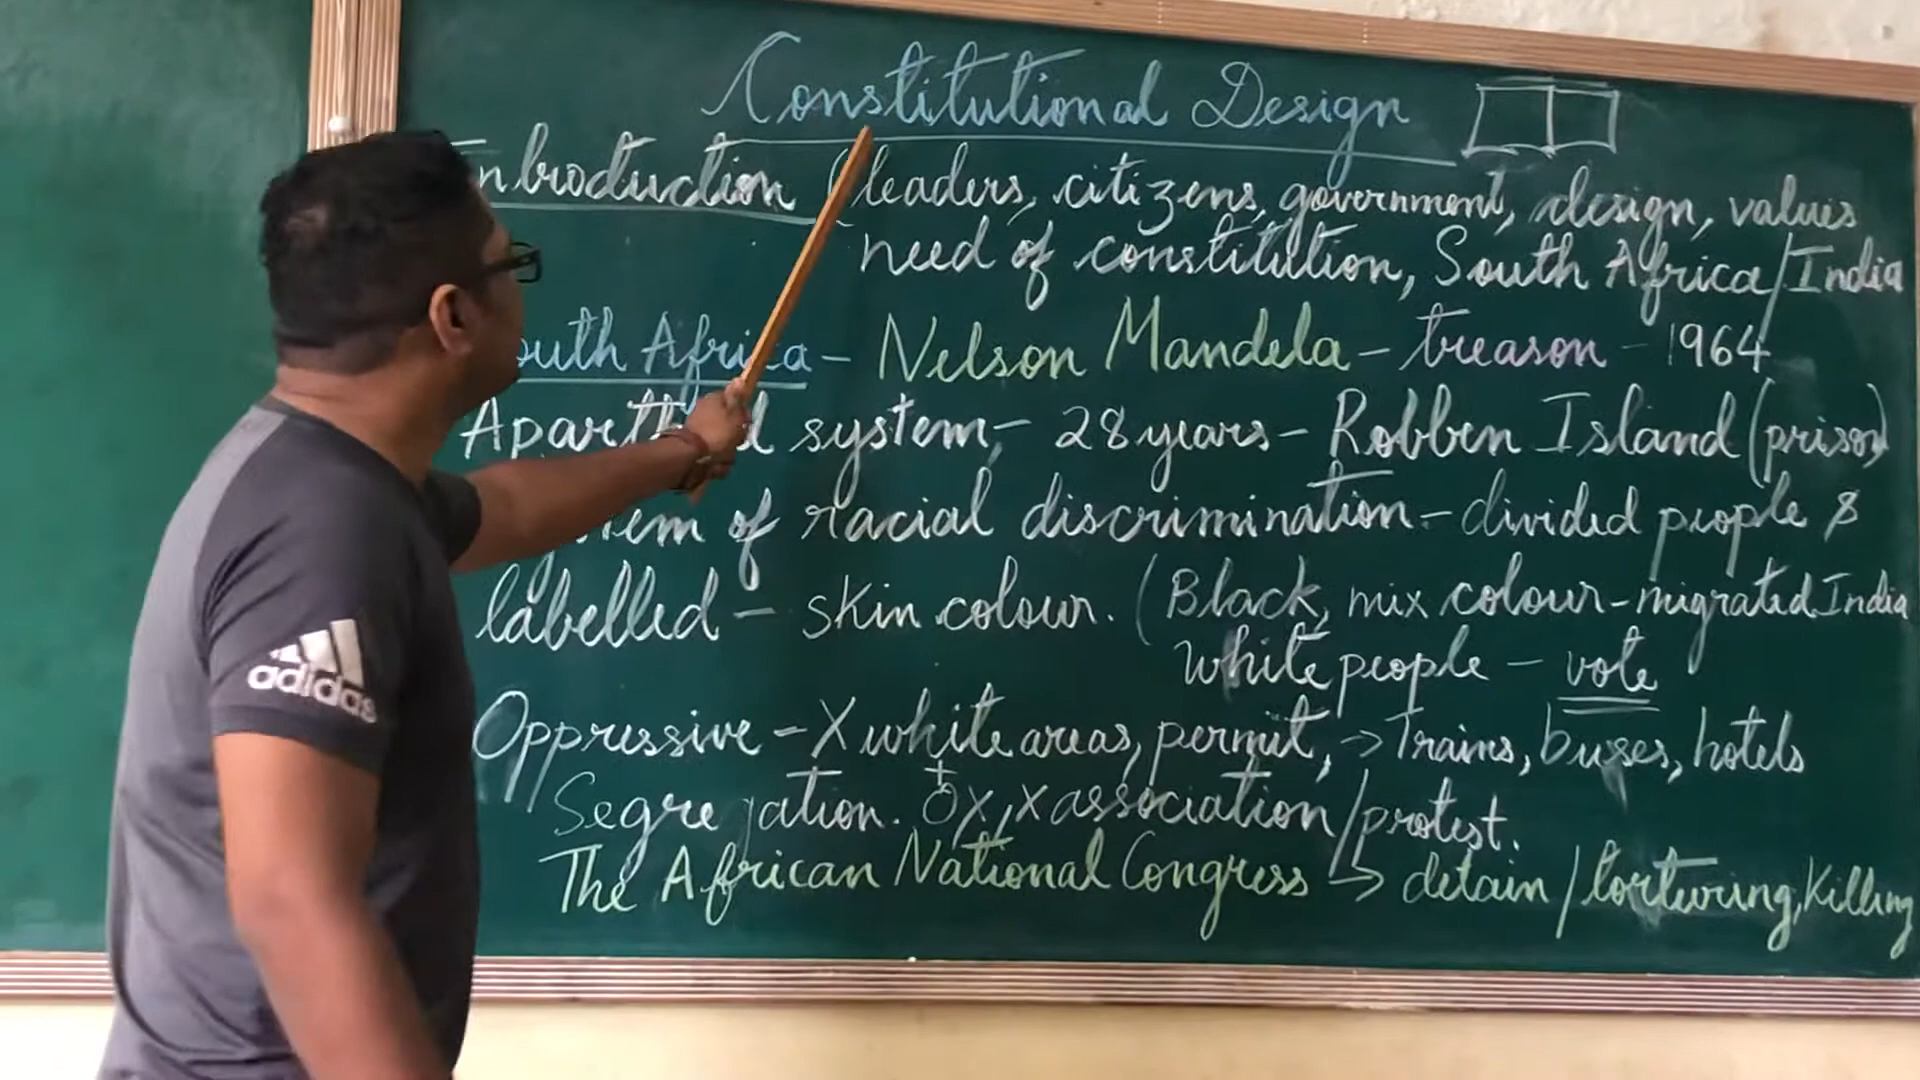 Constitutional Design
Introduction (leaders, citizens, government, design, values
need of constitution, South Africa/India
outh Africa - Nelson Mandela - treason - 1964
Aparth d system, - 28 years - Robben Island (prison)
em of racial discrimination. - divided people &
labelled - skin colour. (Black, mix colour - migrated India
White people - vote
Oppressive - X white areas, permit, -> Trains, buses, hotels
Segregation. X, X association/protest.
The African National Congress -> detain/torturing, Killing
adidas